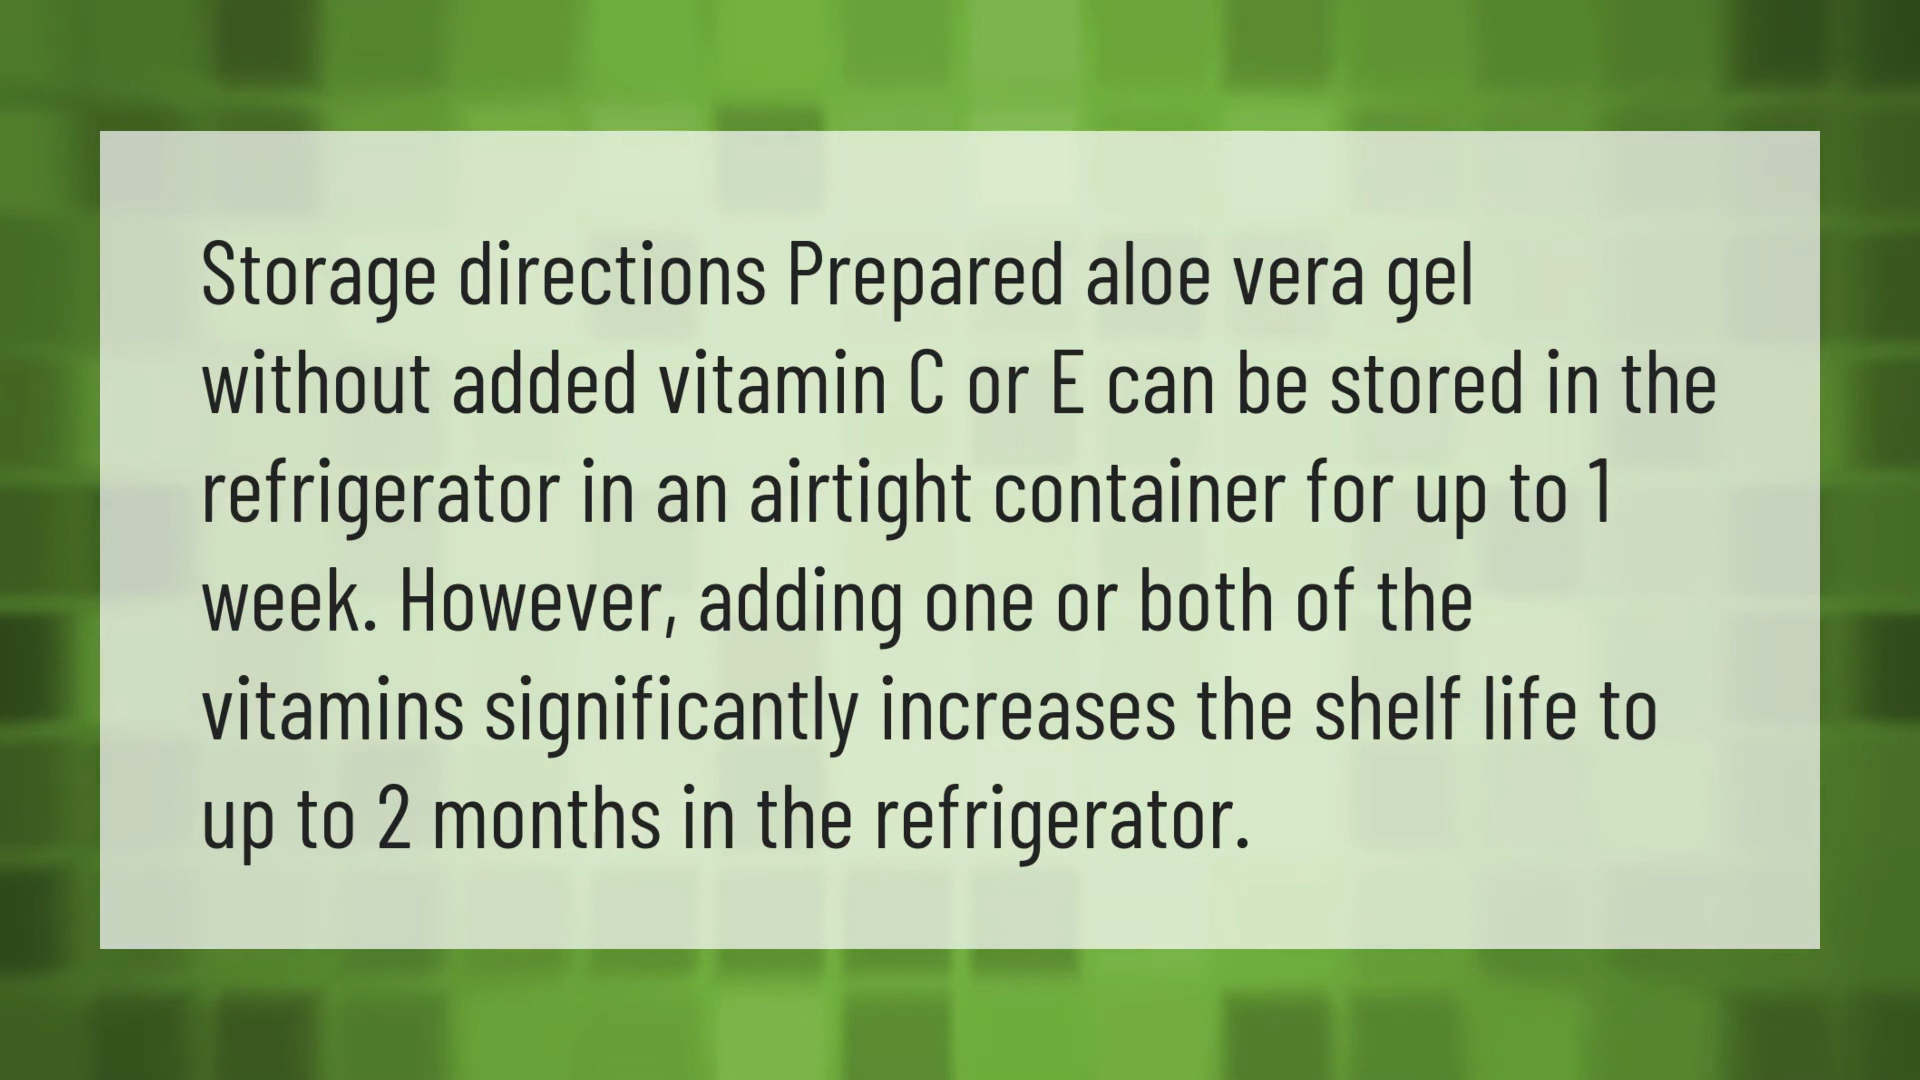 Storage directions Prepared aloe vera gel
without added vitamin C or E can be stored in the
refrigerator in an airtight container for up to 1
week. However, adding one or both of the
vitamins significantly increases the shelf life to
up to 2 months in the refrigerator.